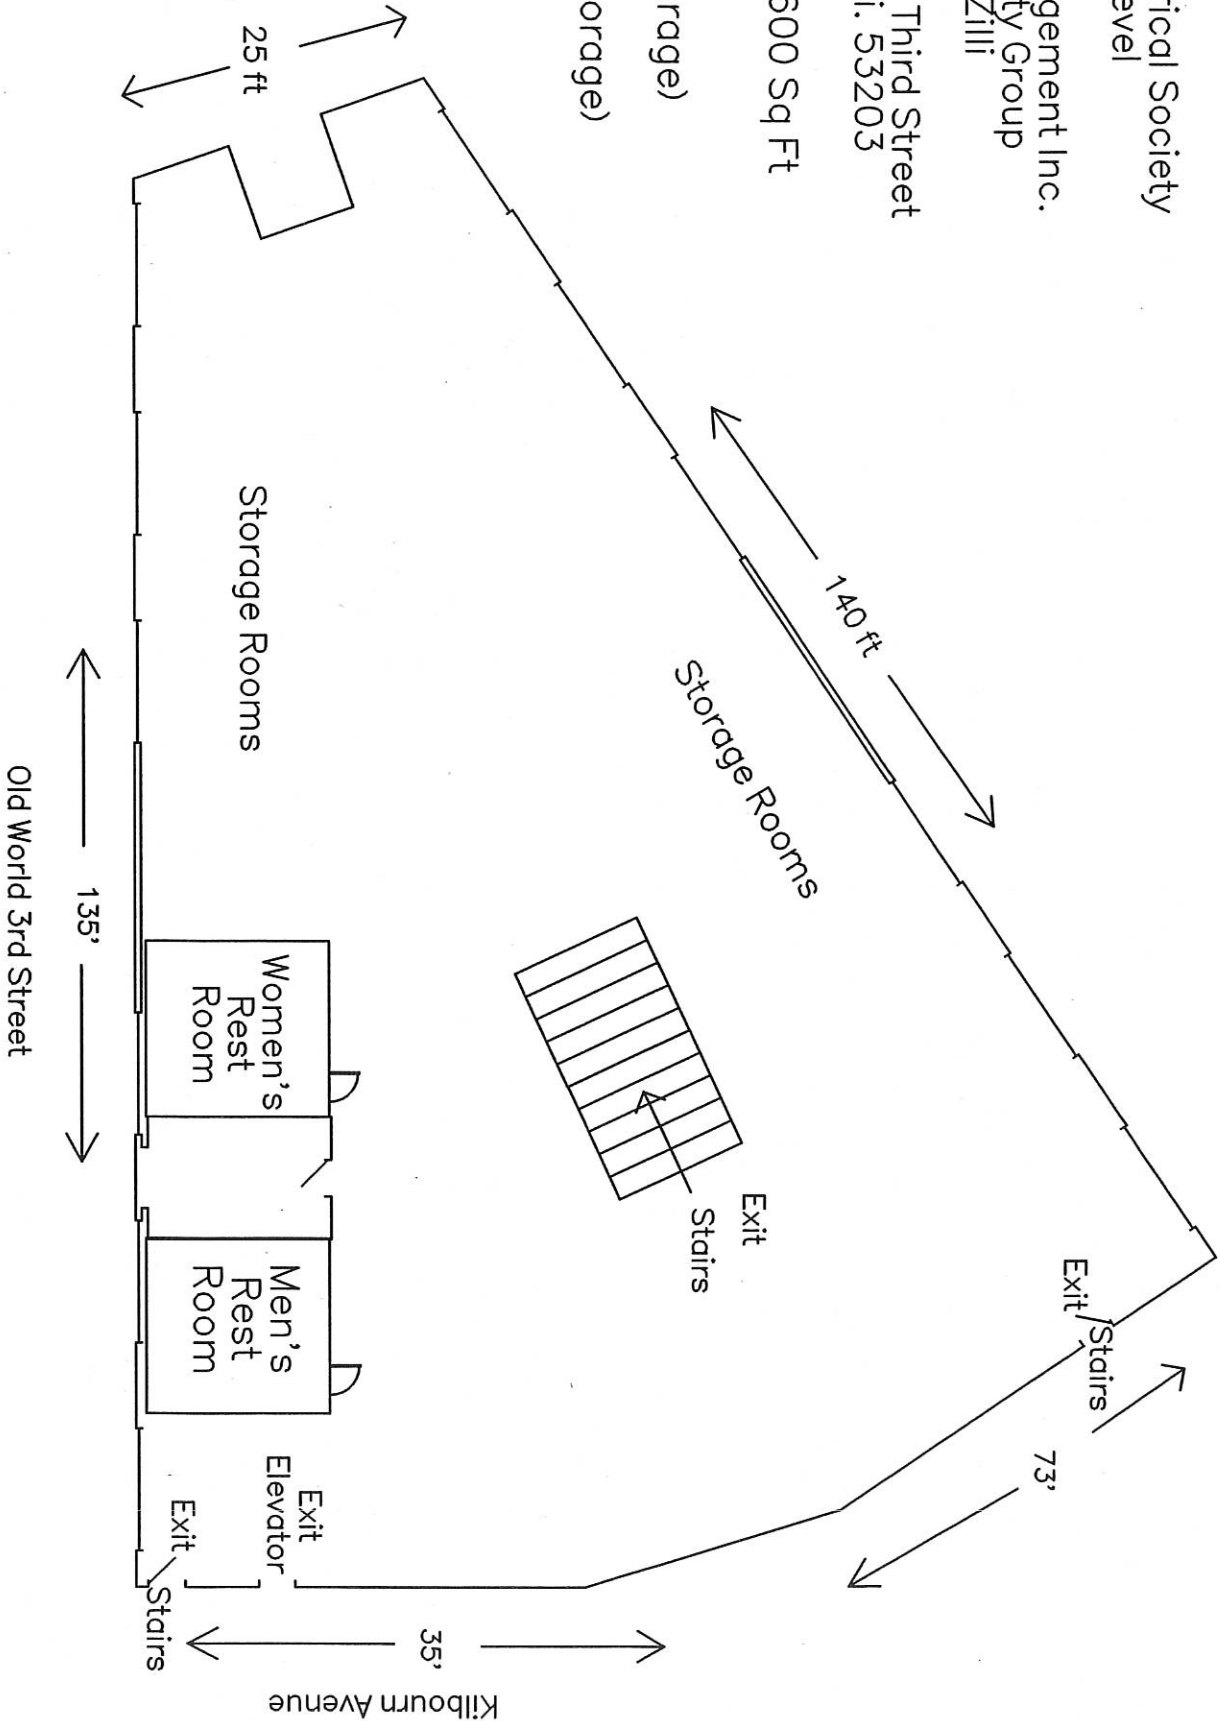 rical Society
evel
gement Inc.
ty Group
Zilli
Third Street
i. 53203
600 Sq Ft
rage)
orage)
25 ft
140 ft
Storage Rooms
Storage Rooms
Exit
Stairs
Exit
Stairs
73'
Women's
Rest
Room
Men's
Rest
Room
Exit
Elevator
Exit
Stairs
35'
Kilbourn Avenue
135'
Old World 3rd Street